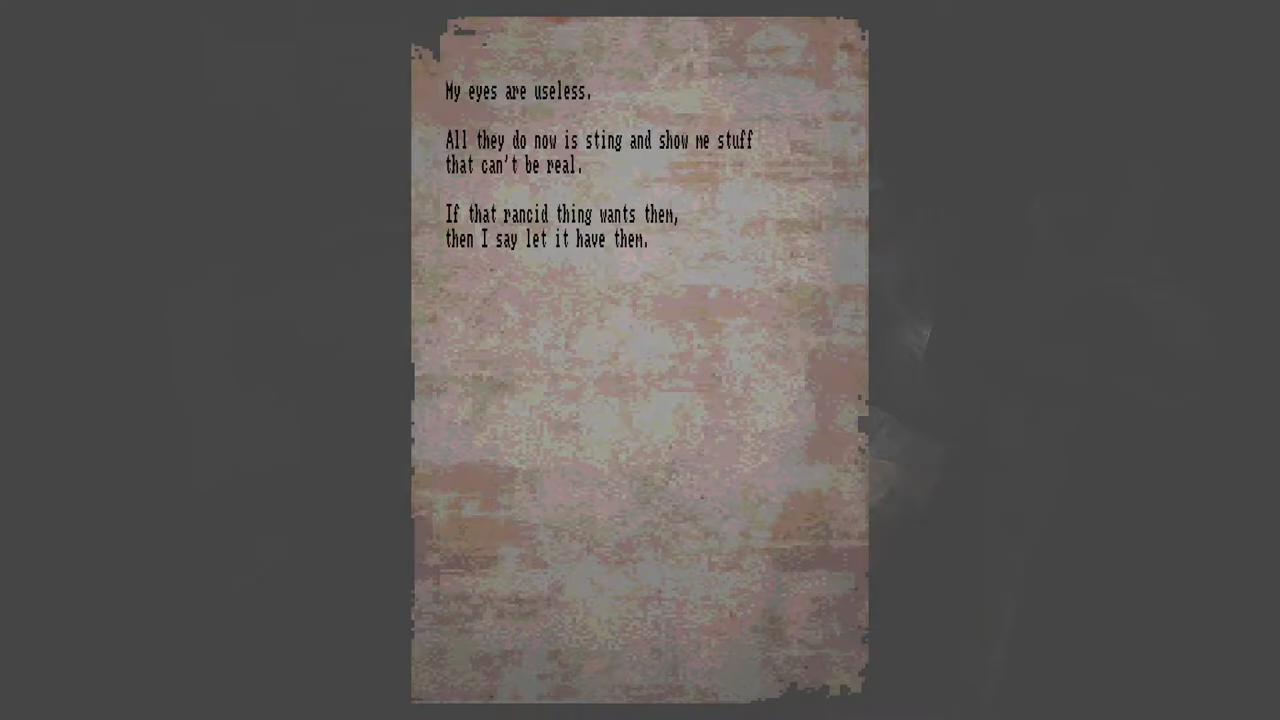 My eyes are useless.
All they do now is sting and show me stuff
that can't be real.
If that rancid thing wants them,
then I say let it have them.